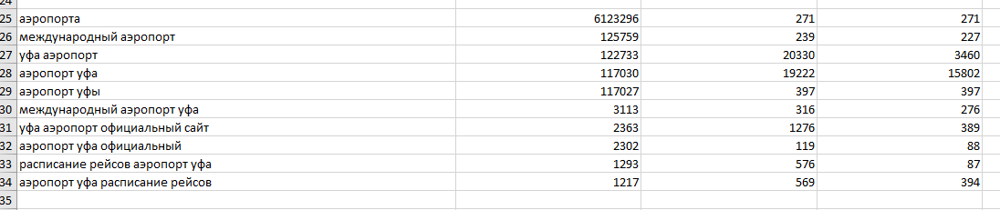 25 аэропорта 6123296 271 271
26 международный аэропорт 125759 239 227
27 уфа аэропорт 122733 20330 3460
28 аэропорт уфа 117030 19222 15802
29 аэропорт уфы 117027 397 397
30 международный аэропорт уфа 3113 316 276
31 уфа аэропорт официальный сайт 2363 1276 389
32 аэропорт уфа официальный 2302 119 88
33 расписание рейсов аэропорт уфа 1293 576 87
34 аэропорт уфа расписание рейсов 1217 569 394
35